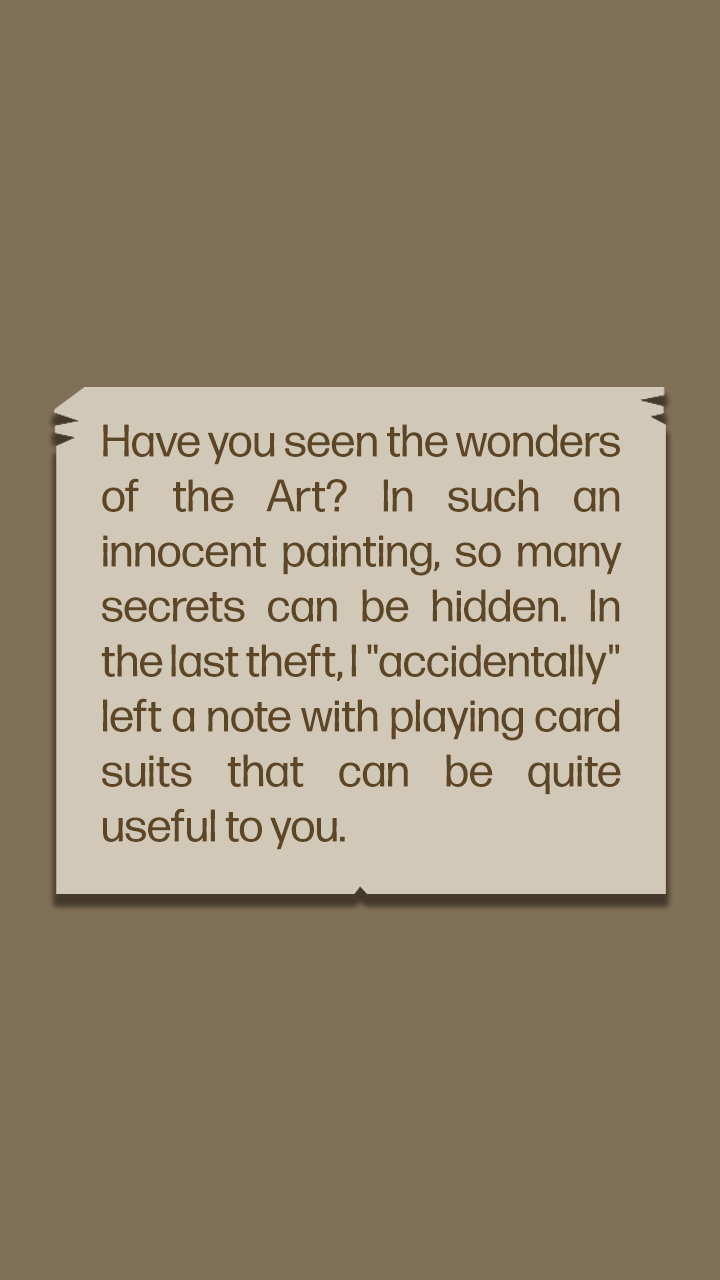 Have you seen the wonders
of the Art? In such an
innocent painting, so many
secrets can be hidden. In
the last theft, I "accidentally"
left a note with playing card
suits that can be quite
useful to you.